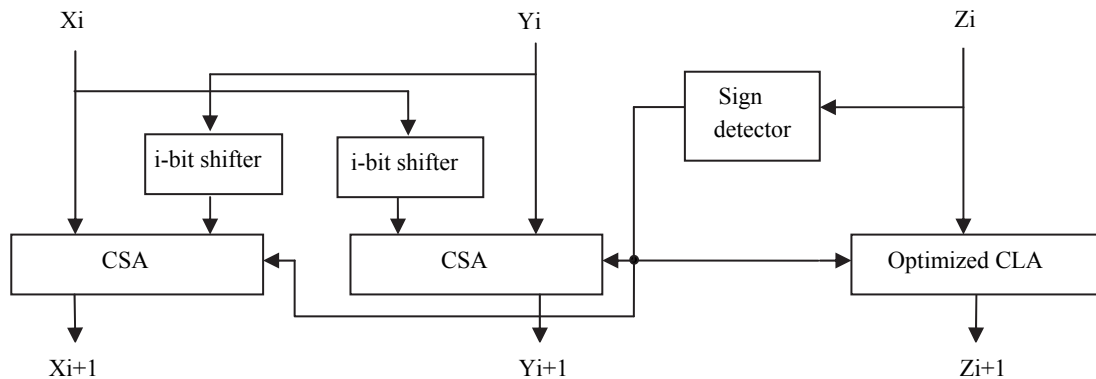 Xi
Yi
Zi
Sign
detector
i-bit shifter
i-bit shifter
CSA
CSA
Optimized CLA
Xi+1
Yi+1
Zi+1